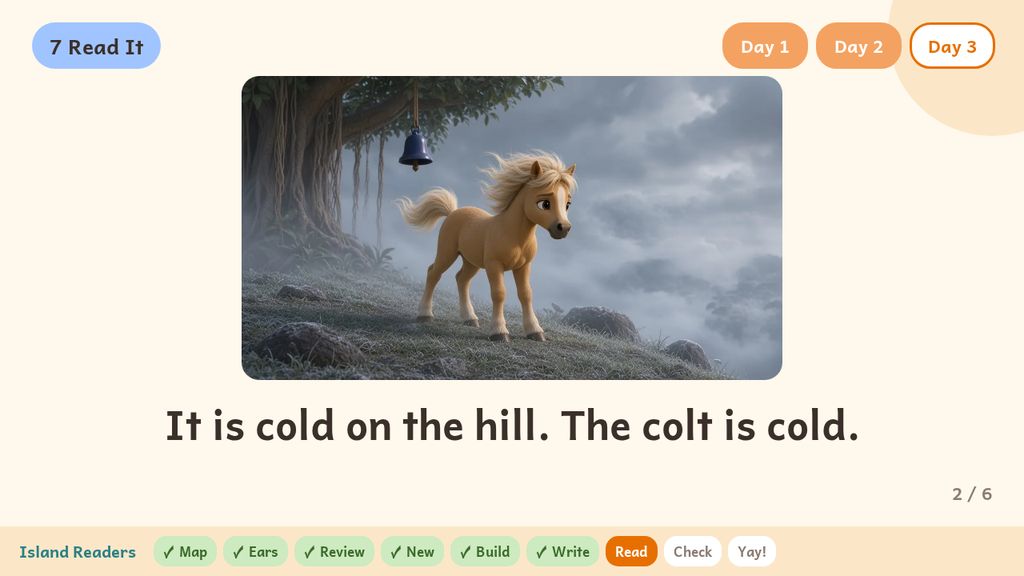 7 Read It
Day 1 Day 2 Day 3
It is cold on the hill. The colt is cold.
2 / 6
Island Readers ✓ Map ✓ Ears ✓ Review ✓ New ✓ Build ✓ Write Read Check Yay!